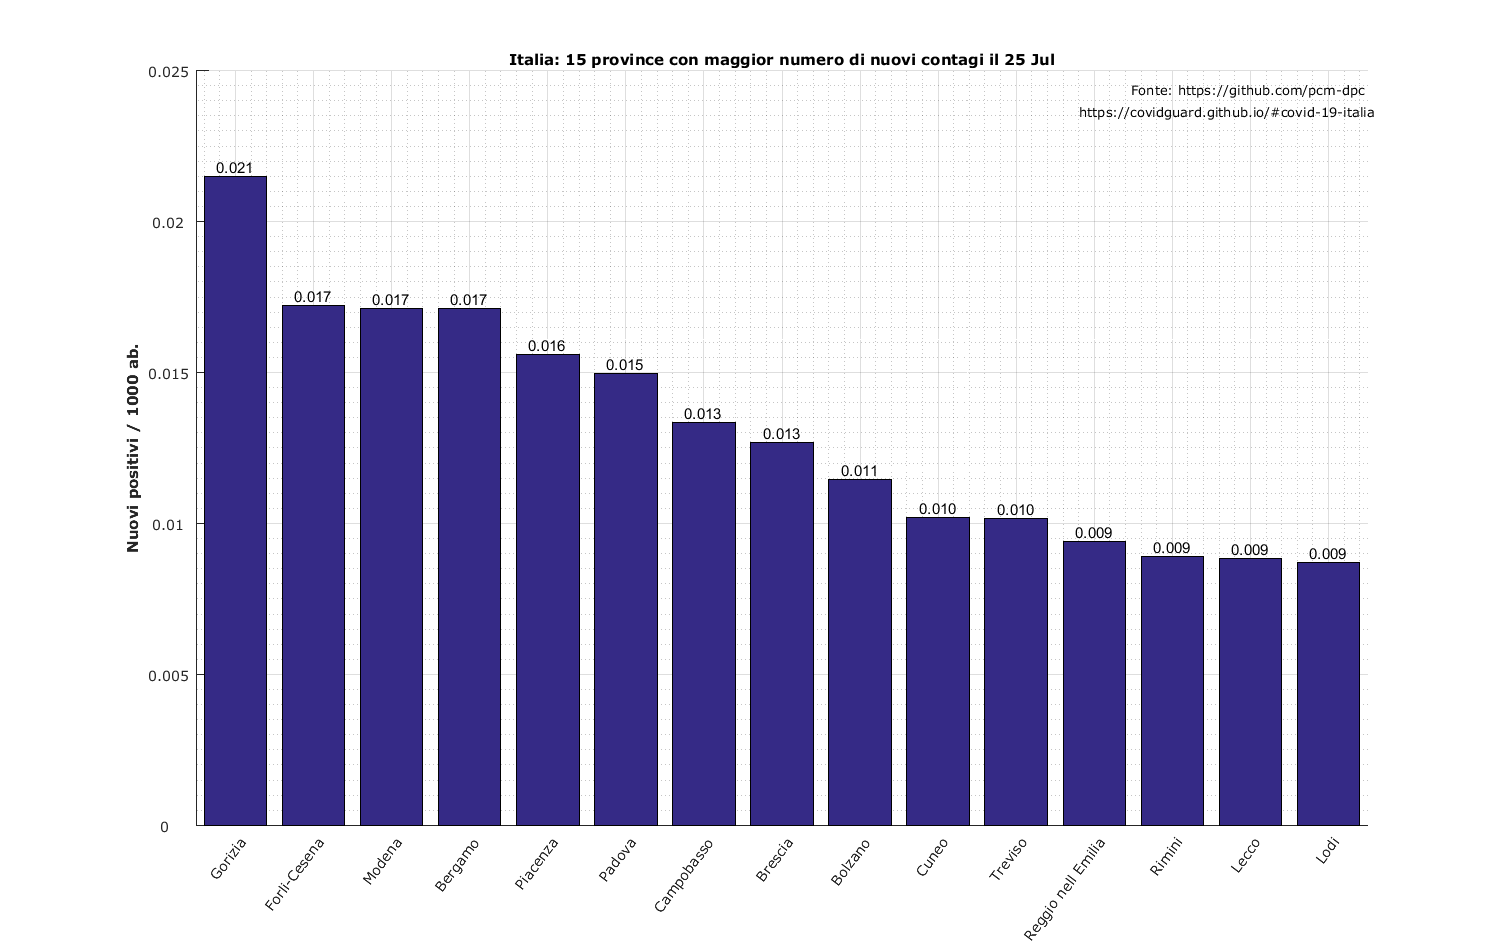 Italia: 15 province con maggior numero di nuovi contagi il 25 Jul
Fonte: https://github.com/pcm-dpc
https://covidguard.github.io/#covid-19-italia
Nuovi positivi / 1000 ab.
0.025
0.02
0.015
0.01
0.005
0
0.021
0.017
0.017
0.017
0.016
0.015
0.013
0.013
0.011
0.010
0.010
0.009
0.009
0.009
0.009
Gorizia
Forlì-Cesena
Modena
Bergamo
Piacenza
Padova
Campobasso
Brescia
Bolzano
Cuneo
Treviso
Reggio nell Emilia
Rimini
Lecco
Lodi